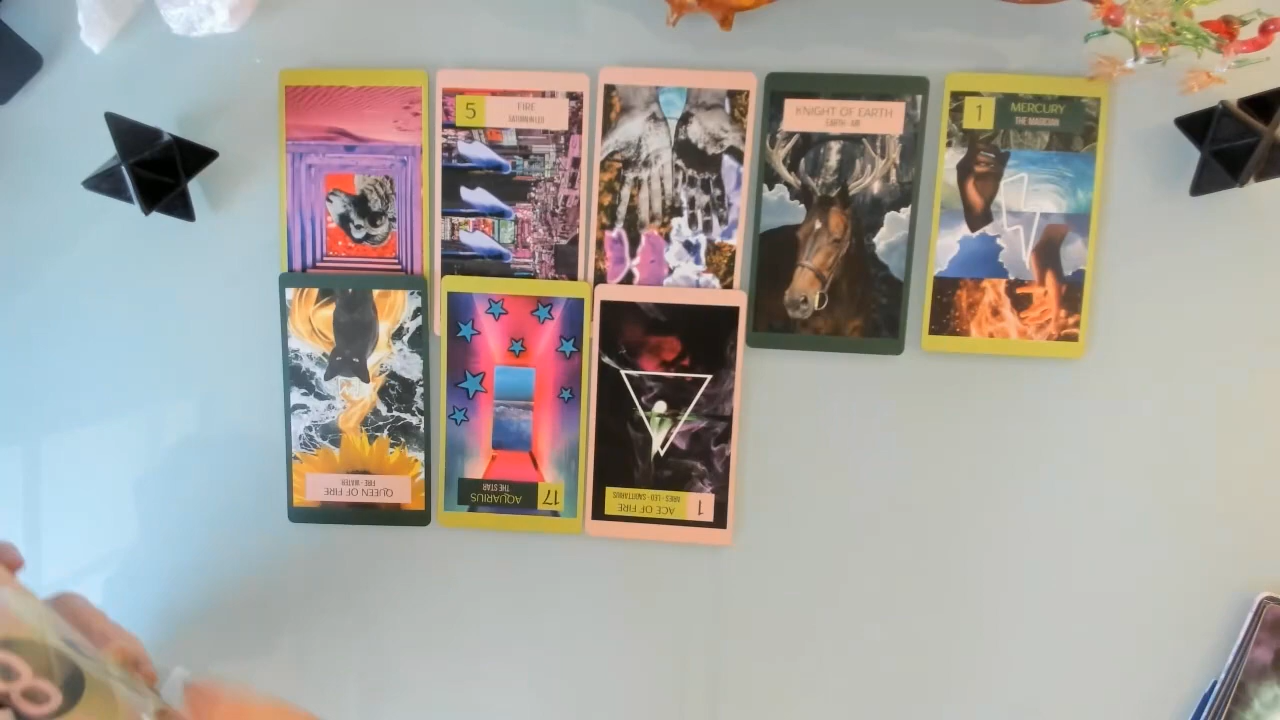 5 FIRE
SATURN IN LEO
KNIGHT OF EARTH
EARTH - AIR
1 MERCURY
THE MAGICIAN
QUEEN OF FIRE
FIRE - WATER
17 AQUARIUS
THE STAR
1 ACE OF FIRE
ARIES - LEO - SAGITTARIUS
8